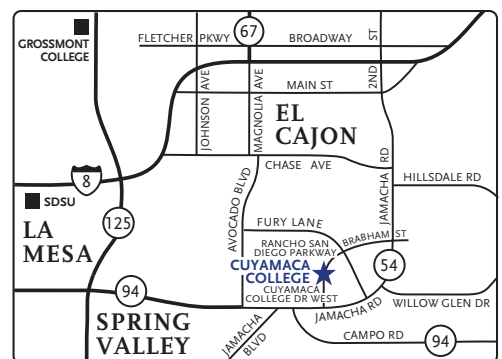 GROSSMONT
COLLEGE
FLETCHER PKWY
67
BROADWAY
2ND ST
JOHNSON AVE
MAGNOLIA AVE
MAIN ST
EL
CAJON
CHASE AVE
8
SDSU
LA
MESA
125
AVOCADO BLVD
JAMACHA RD
HILLSDALE RD
FURY LANE
RANCHO SAN
DIEGO PARKWAY
BRABHAM ST
CUYAMACA
COLLEGE
CUYAMACA
COLLEGE DR WEST
54
94
JAMACHA RD
WILLOW GLEN DR
SPRING
VALLEY
JAMACHA
BLVD
CAMPO RD
94